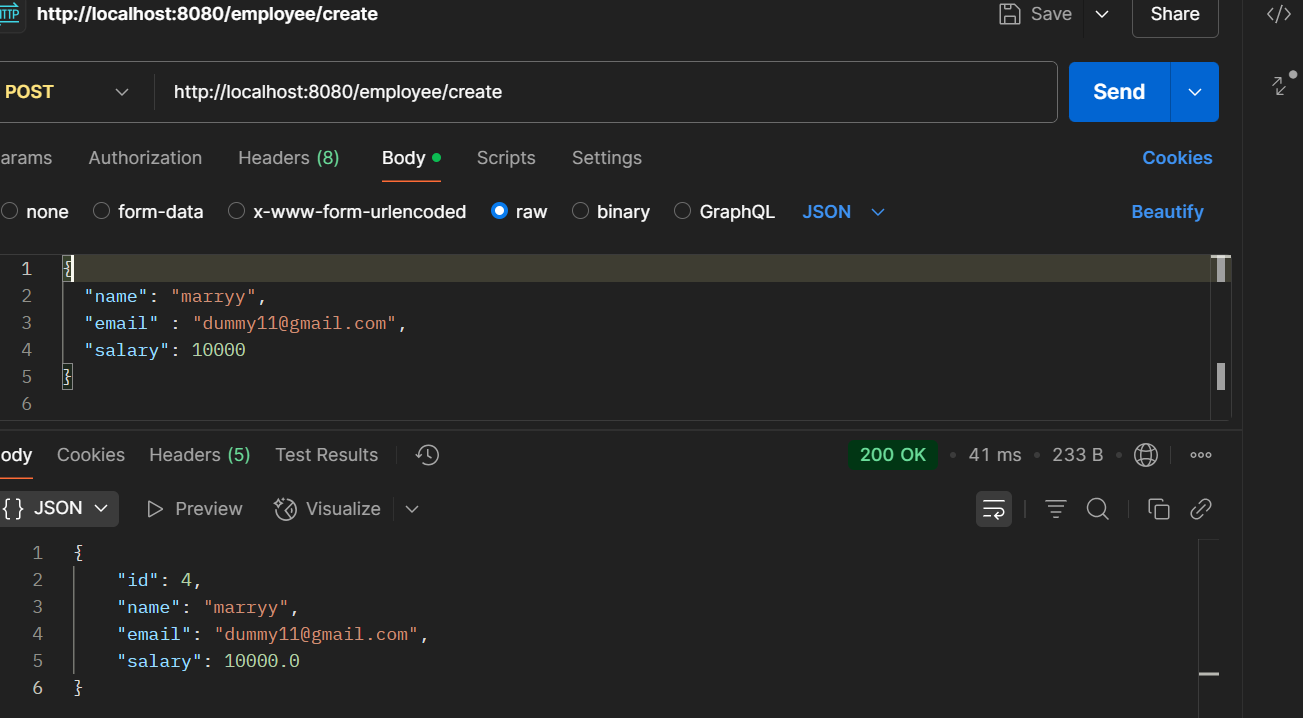 HTTP http://localhost:8080/employee/create Save Share </>
POST http://localhost:8080/employee/create Send
arams Authorization Headers (8) Body Scripts Settings Cookies
none form-data x-www-form-urlencoded raw binary GraphQL JSON Beautify
1 {
2 "name": "marryy",
3 "email" : "dummy11@gmail.com",
4 "salary": 10000
5 }
6
ody Cookies Headers (5) Test Results 200 OK • 41 ms • 233 B •
{} JSON Preview Visualize
1 {
2 "id": 4,
3 "name": "marryy",
4 "email": "dummy11@gmail.com",
5 "salary": 10000.0
6 }